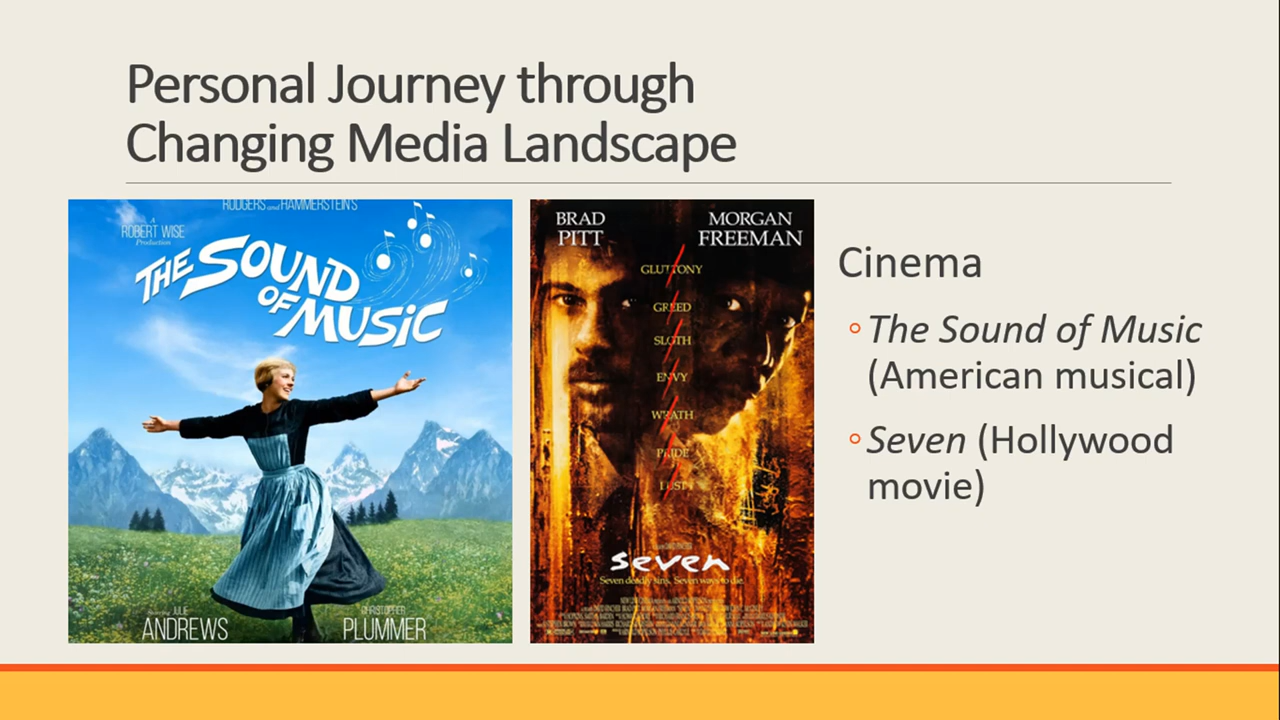 Personal Journey through
Changing Media Landscape
RODGERS and HAMMERSTEIN'S
A
ROBERT WISE
Production
THE SOUND
OF MUSIC
JULIE
ANDREWS
CHRISTOPHER
PLUMMER
BRAD
PITT
MORGAN
FREEMAN
GLUTTONY
GREED
SLOTH
ENVY
WRATH
PRIDE
LUST
seven
Seven deadly sins. Seven ways to die.
Cinema
The Sound of Music
(American musical)
Seven (Hollywood
movie)